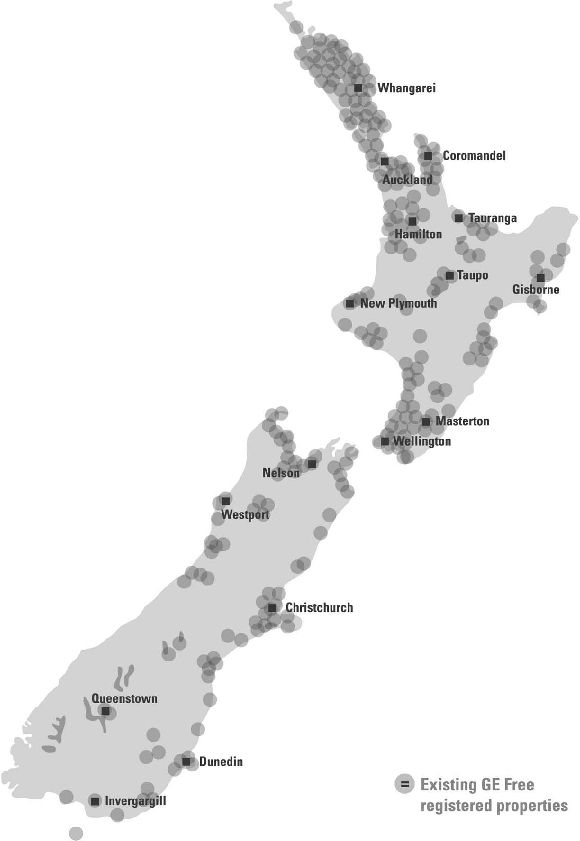 Whangarei
Coromandel
Auckland
Tauranga
Hamilton
Taupo
Gisborne
New Plymouth
Masterton
Wellington
Nelson
Westport
Christchurch
Queenstown
Dunedin
Invergargill
= Existing GE Free
registered properties